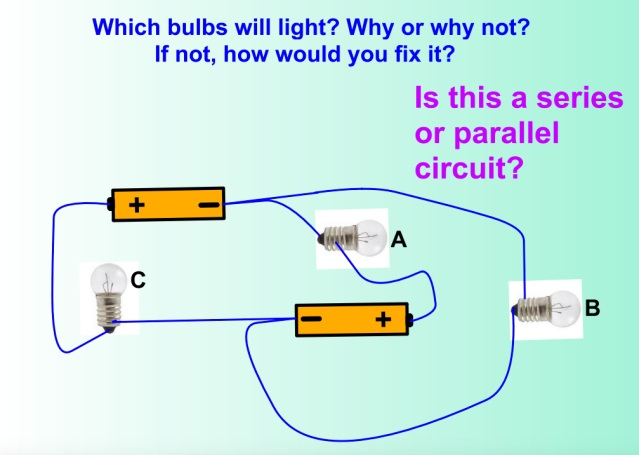 Which bulbs will light? Why or why not?
If not, how would you fix it?
Is this a series
or parallel
circuit?
+ −
A
C
B
− +